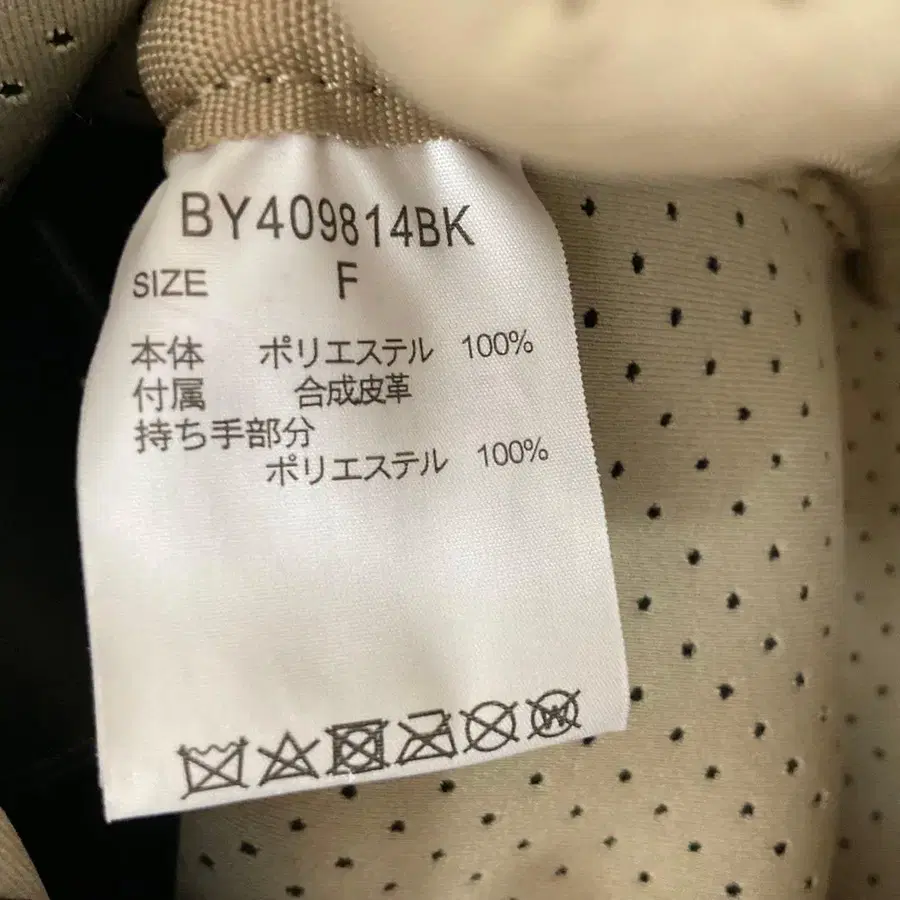 BY409814BK
SIZE F
本体 ポリエステル 100%
付属 合成皮革
持ち手部分
ポリエステル 100%
W